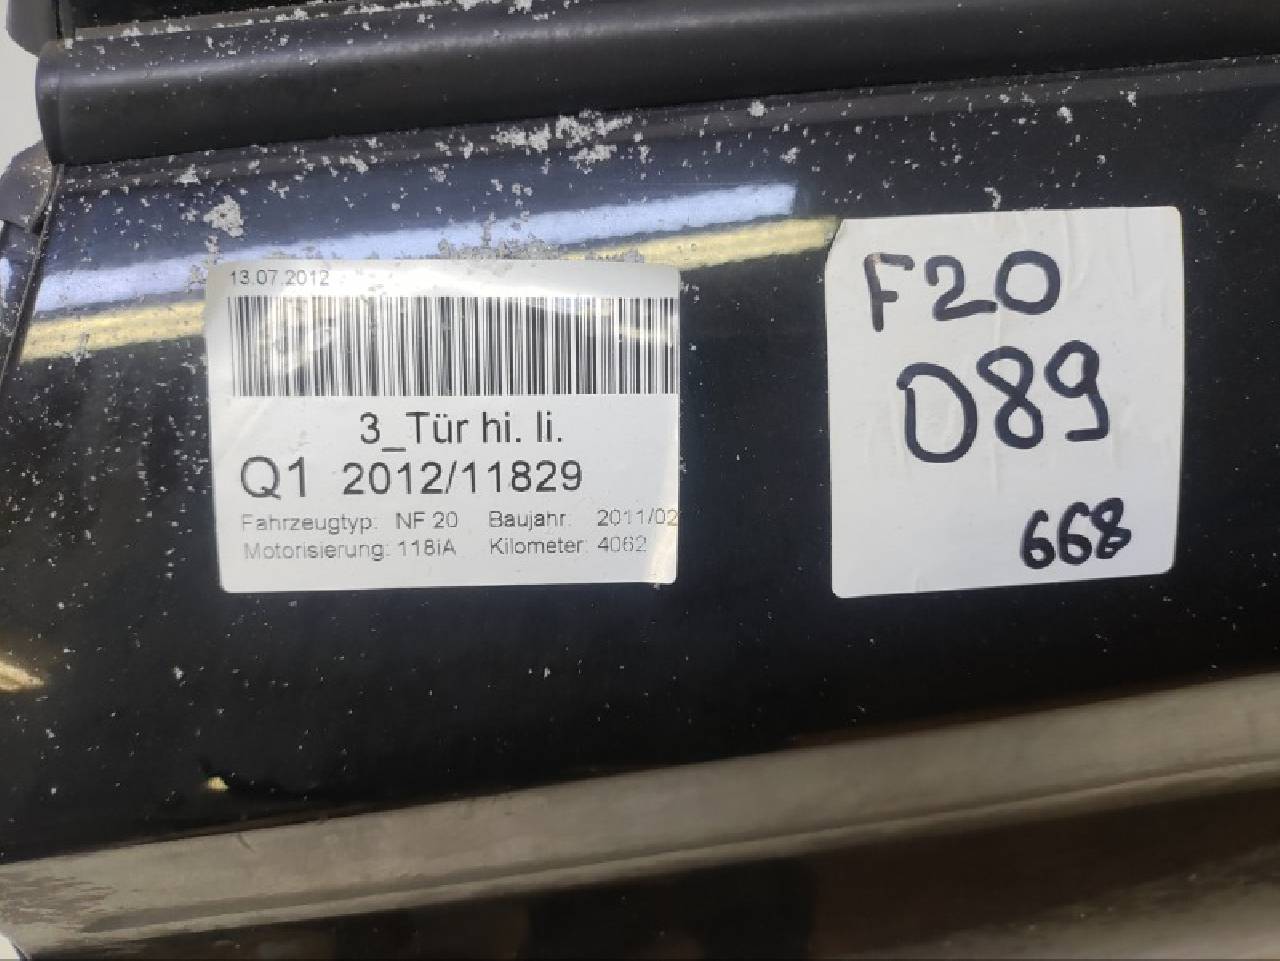 13.07.2012
3_Tür hi. li.
Q1 2012/11829
Fahrzeugtyp: NF 20 Baujahr: 2011/02
Motorisierung: 118iA Kilometer: 4062
F20
089
668